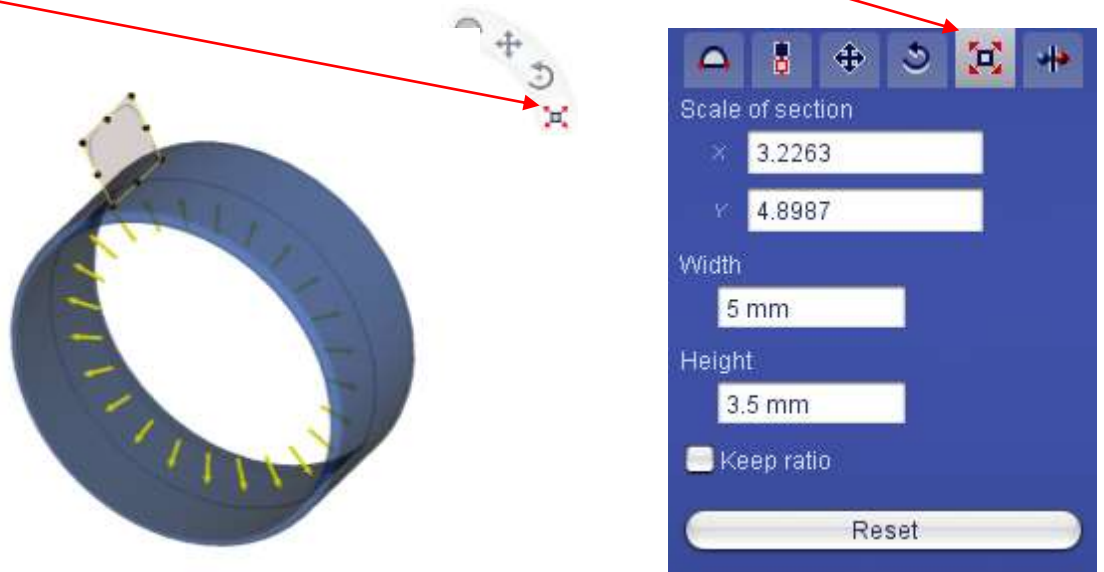 Scale of section
X 3.2263
Y 4.8987
Width
5 mm
Height
3.5 mm
Keep ratio
Reset